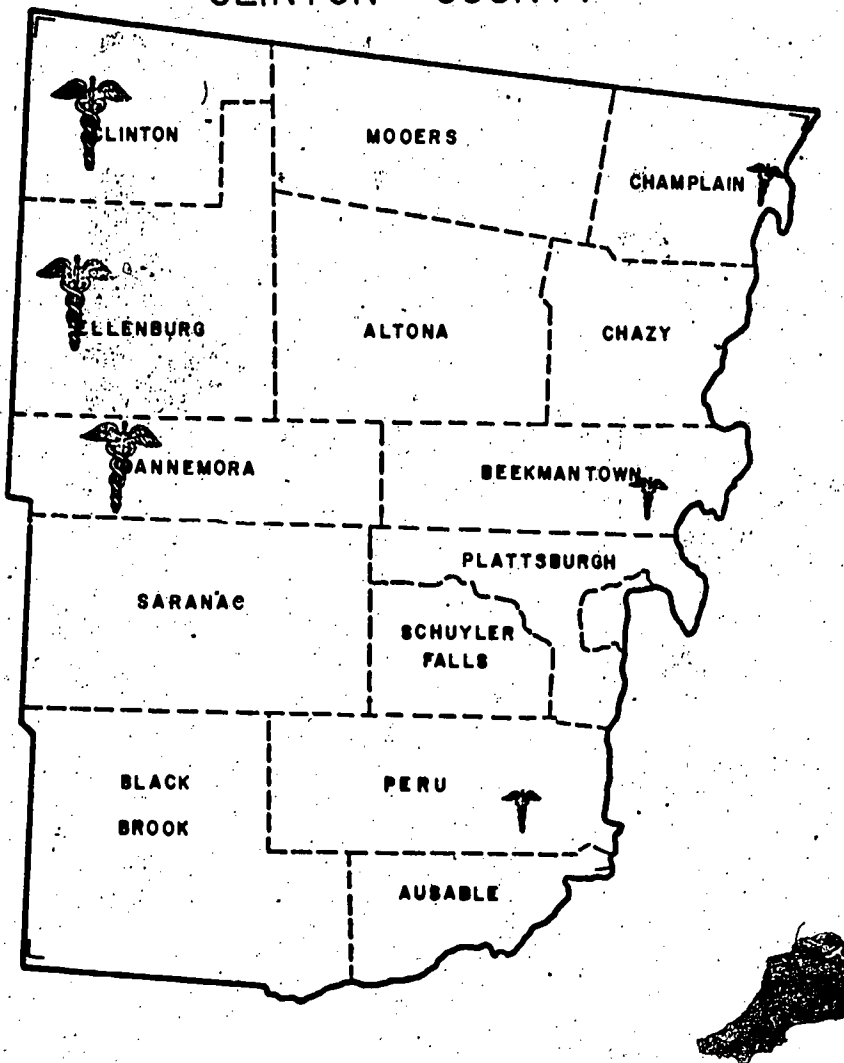 CLINTON COUNTY
CLINTON
MOOERS
CHAMPLAIN
ELLENBURG
ALTONA
CHAZY
DANNEMORA
BEEKMANTOWN
PLATTSBURGH
SARANAC
SCHUYLER
FALLS
BLACK
BROOK
PERU
AUSABLE